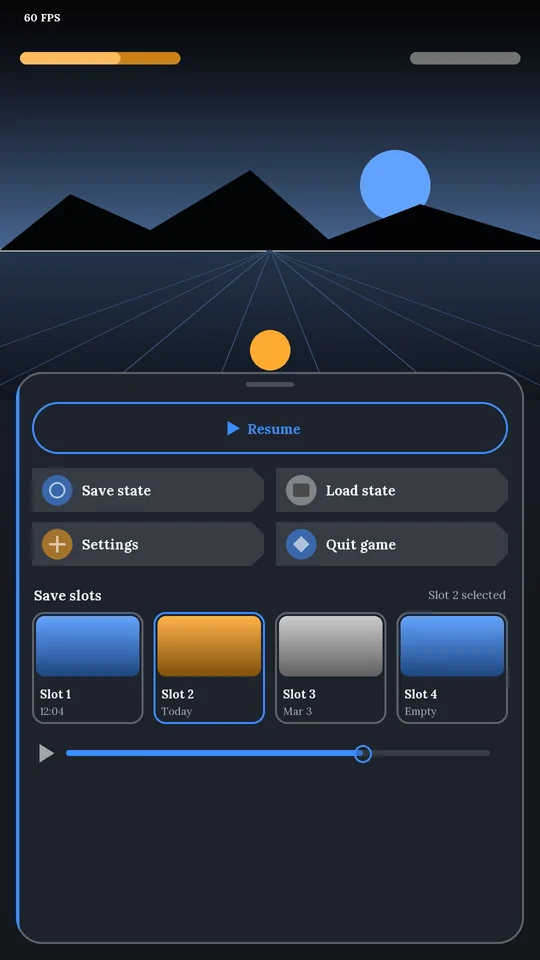 60 FPS
Resume
Save state
Load state
Settings
Quit game
Save slots
Slot 2 selected
Slot 1
12:04
Slot 2
Today
Slot 3
Mar 3
Slot 4
Empty